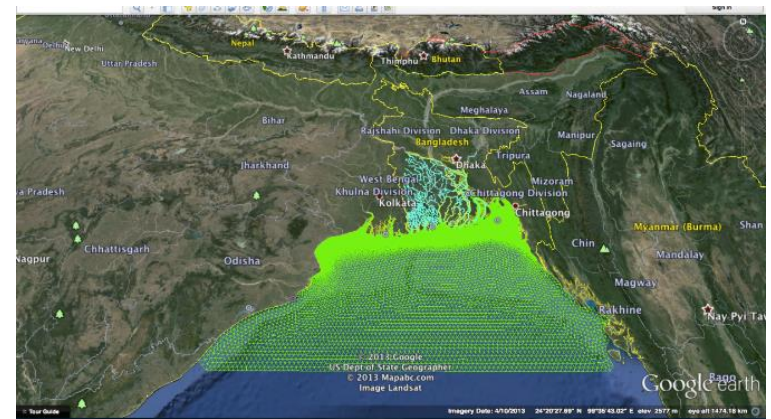 Sign in
Nepal
New Delhi
Kathmandu
Thimphu
Bhutan
Uttar Pradesh
Assam
Nagaland
Meghalaya
Bihar
Rajshahi Division
Dhaka Division
Manipur
Bangladesh
Sagaing
Dhaka
Tripura
Jharkhand
West Bengal
Mizoram
Khulna Division
Chittagong Division
Kolkata
Chittagong
Myanmar (Burma)
Shan
Chhattisgarh
Chin
Mandalay
Nagpur
Odisha
Magway
Rakhine
Nay Pyi Taw
© 2013 Google
US Dept of State Geographer
© 2013 Mapabc.com
Image Landsat
Google earth
Bago
Tour Guide
Imagery Date: 4/10/2013